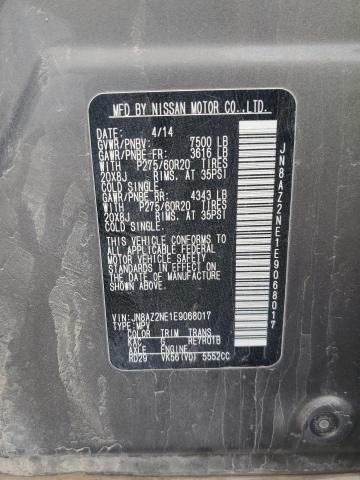 MFD BY NISSAN MOTOR CO.,LTD.
DATE: 4/14
GVWR/PNBV: 7500 LB
GAWR/PNBE FR: 3616 LB
WITH P275/60R20 TIRES
20X8J RIMS, AT 35PSI
COLD SINGLE.
GAWR/PNBE RR: 4343 LB
WITH P275/60R20 TIRES
20X8J RIMS, AT 35PSI
COLD SINGLE.
THIS VEHICLE CONFORMS TO
ALL APPLICABLE FEDERAL
MOTOR VEHICLE SAFETY
STANDARDS IN EFFECT ON
THE DATE OF MANUFACTURE
SHOWN ABOVE.
VIN:JN8AZ2NE1E9068017
TYPE:MPV
COLOR TRIM TRANS
KAC G RE7R01B
AXLE ENGINE
RD29 VK56(VD) 5552CC
JN8AZ2NE1E9068017